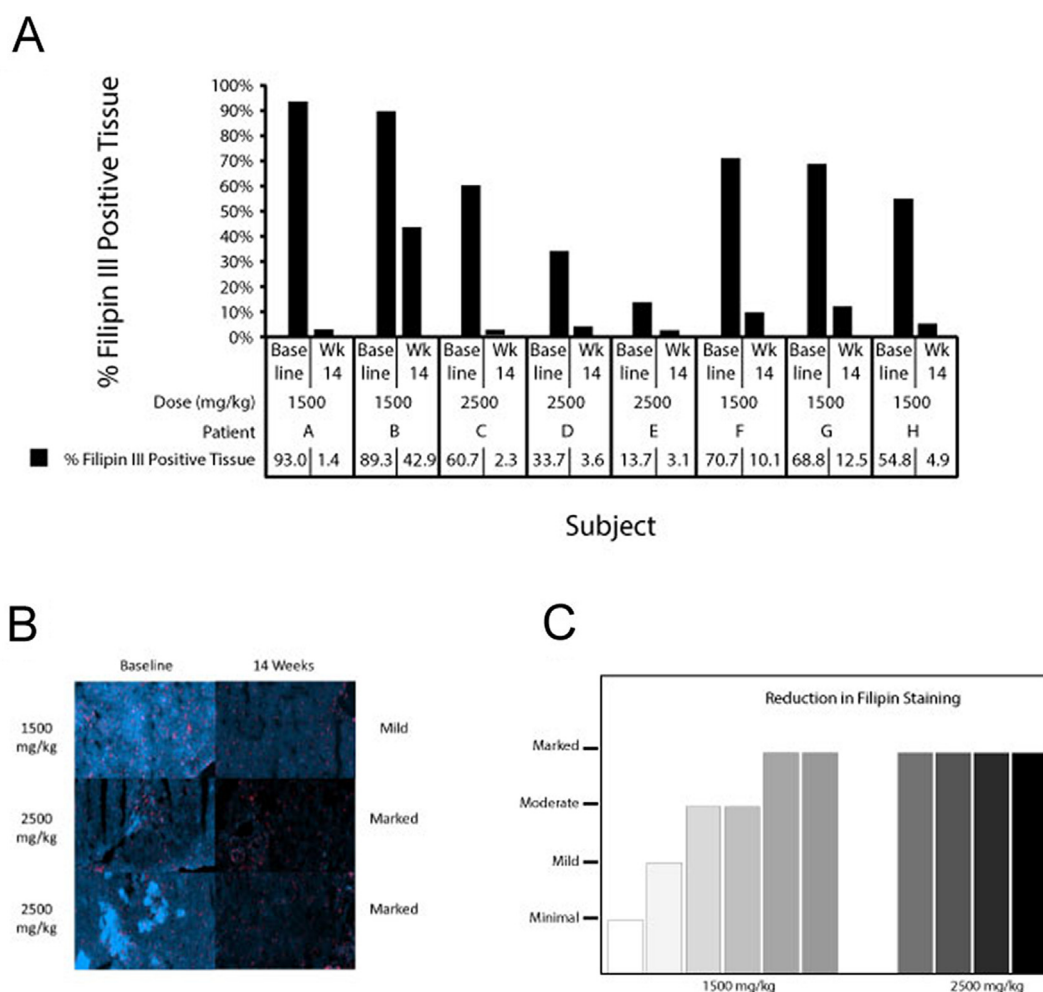 A
% Filipin III Positive Tissue
100%
90%
80%
70%
60%
50%
40%
30%
20%
10%
0%
Base Wk Base Wk Base Wk Base Wk Base Wk Base Wk Base Wk Base Wk
line 14 line 14 line 14 line 14 line 14 line 14 line 14 line 14
Dose (mg/kg) 1500 1500 2500 2500 2500 1500 1500 1500
Patient A B C D E F G H
% Filipin III Positive Tissue 93.0 1.4 89.3 42.9 60.7 2.3 33.7 3.6 13.7 3.1 70.7 10.1 68.8 12.5 54.8 4.9
Subject
B
Baseline 14 Weeks
1500
mg/kg
Mild
2500
mg/kg
Marked
2500
mg/kg
Marked
C
Reduction in Filipin Staining
Marked
Moderate
Mild
Minimal
1500 mg/kg 2500 mg/kg